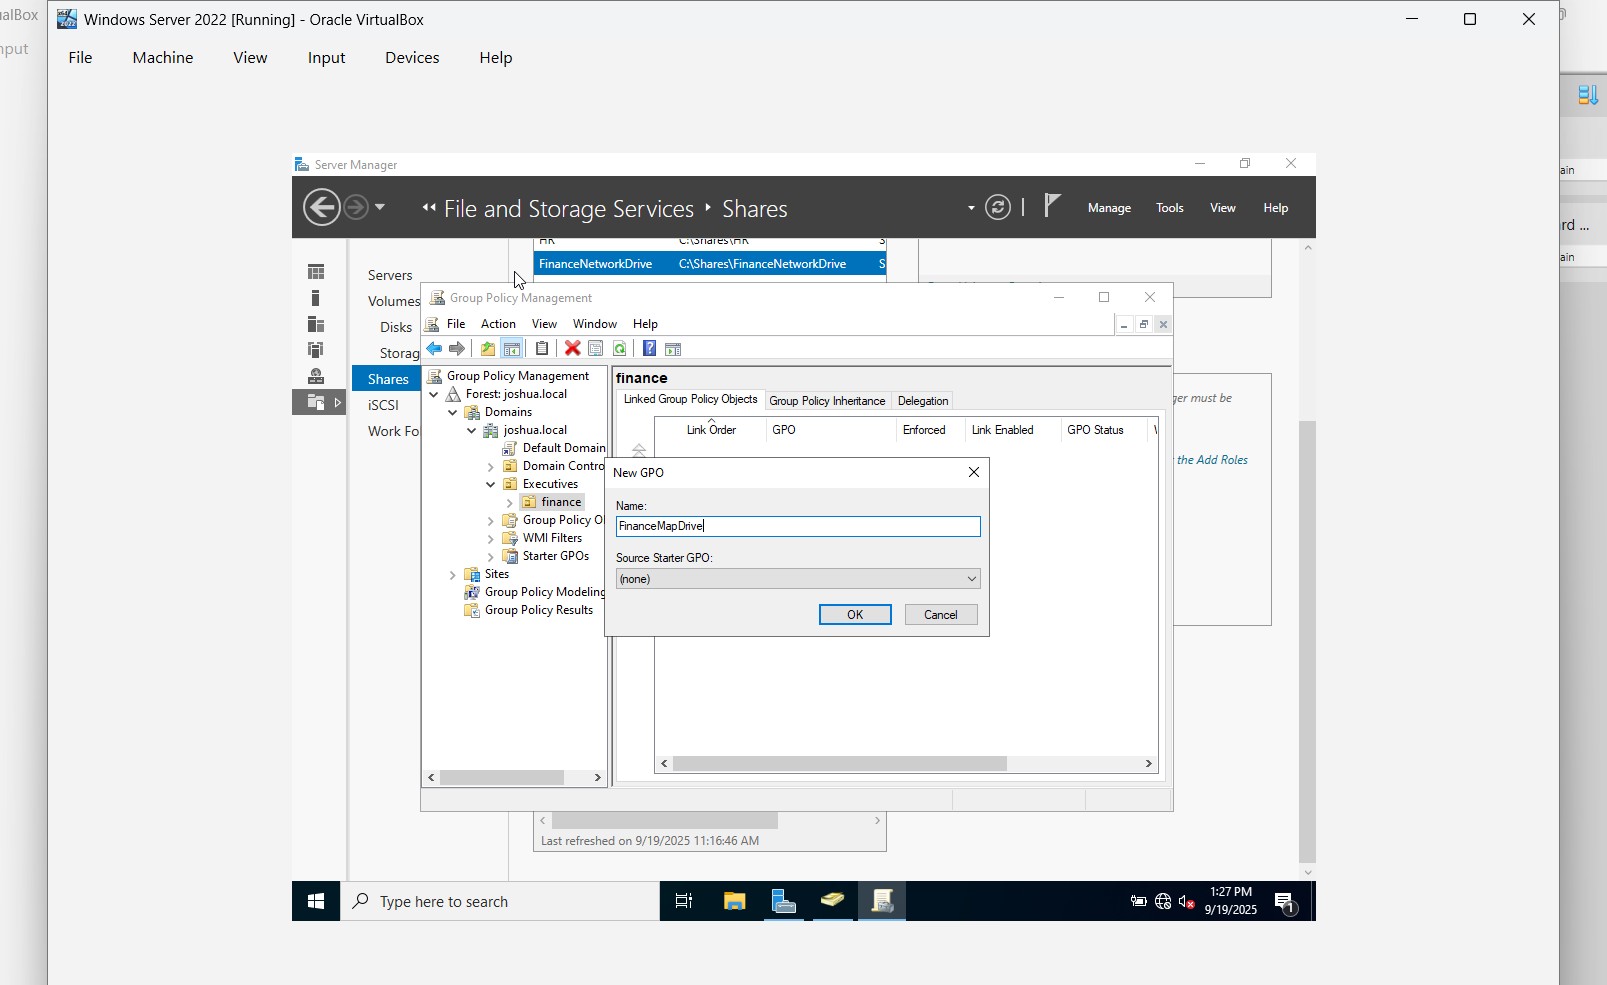 ualBox
Windows Server 2022 [Running] - Oracle VirtualBox
nput
File Machine View Input Devices Help
Server Manager
File and Storage Services Shares
Manage Tools View Help
HR C:\Shares\HR S
FinanceNetworkDrive C:\Shares\FinanceNetworkDrive S
Servers
Volumes
Disks
Storag
Shares
iSCSI
Work Fo
Group Policy Management
File Action View Window Help
Group Policy Management
Forest: joshua.local
Domains
joshua.local
Default Domain
Domain Contro
Executives
finance
Group Policy O
WMI Filters
Starter GPOs
Sites
Group Policy Modeling
Group Policy Results
finance
Linked Group Policy Objects Group Policy Inheritance Delegation
Link Order GPO Enforced Link Enabled GPO Status
New GPO
Name:
FinanceMapDrive
Source Starter GPO:
(none)
OK Cancel
ger must be
the Add Roles
ain
rd ...
ain
Last refreshed on 9/19/2025 11:16:46 AM
Type here to search
1:27 PM
9/19/2025
1